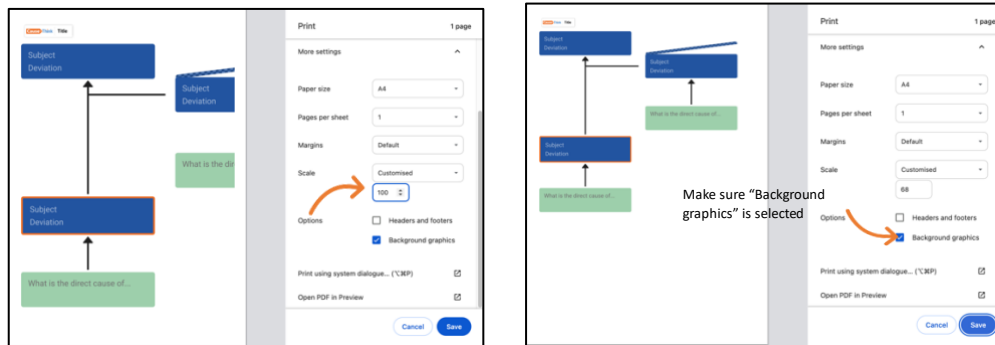 CauseView Title
Subject
Deviation
Subject
Deviation
What is the dir
Subject
Deviation
What is the direct cause of...
Print 1 page
More settings
Paper size A4
Pages per sheet 1
Margins Default
Scale Customised
100
Options Headers and footers
Background graphics
Print using system dialogue... (⌥⌘P)
Open PDF in Preview
Cancel Save
Title
Subject
Deviation
Subject
Deviation
What is the direct cause of...
Subject
Deviation
What is the direct cause of...
Make sure “Background
graphics” is selected
Print 1 page
More settings
Paper size A4
Pages per sheet 1
Margins Default
Scale Customised
68
Options Headers and footers
Background graphics
Print using system dialogue... (⌥⌘P)
Open PDF in Preview
Cancel Save